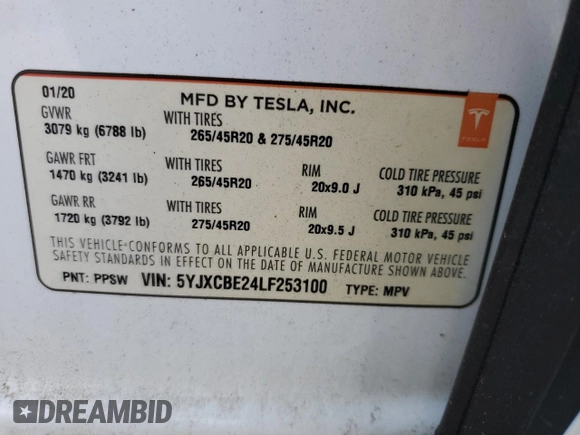 01/20
MFD BY TESLA, INC.
TESLA
GVWR
3079 kg (6788 lb)
WITH TIRES
265/45R20 & 275/45R20
GAWR FRT
1470 kg (3241 lb)
WITH TIRES
265/45R20
RIM
20x9.0 J
COLD TIRE PRESSURE
310 kPa, 45 psi
GAWR RR
1720 kg (3792 lb)
WITH TIRES
275/45R20
RIM
20x9.5 J
COLD TIRE PRESSURE
310 kPa, 45 psi
THIS VEHICLE CONFORMS TO ALL APPLICABLE U.S. FEDERAL MOTOR VEHICLE
SAFETY STANDARDS IN EFFECT ON THE DATE OF MANUFACTURE SHOWN ABOVE.
PNT: PPSW VIN: 5YJXCBE24LF253100 TYPE: MPV
DREAMBID